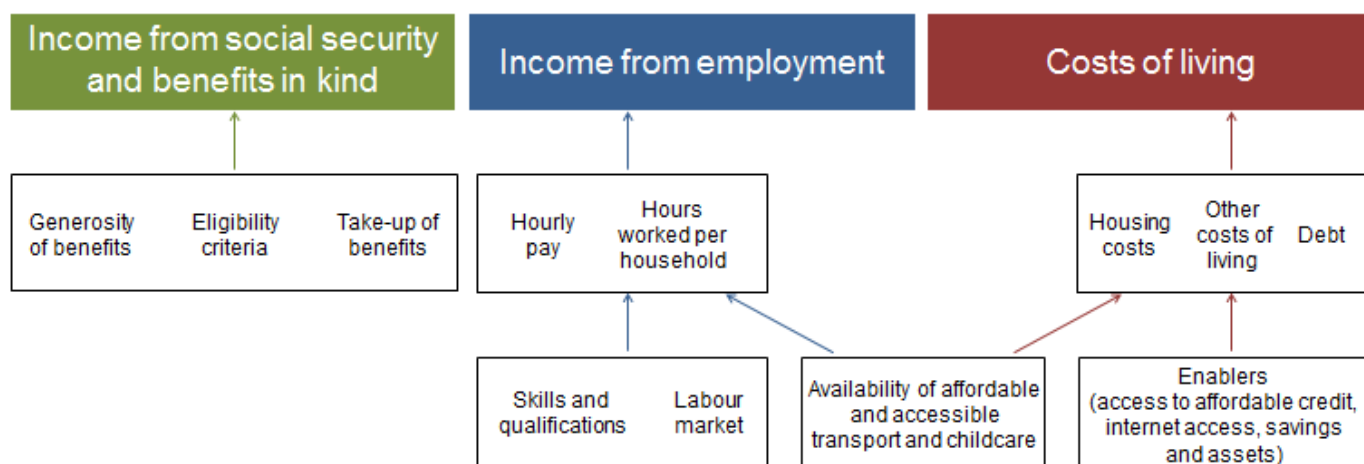 Income from social security
and benefits in kind
Income from employment
Costs of living
Generosity
of benefits
Eligibility
criteria
Take-up of
benefits
Hourly
pay
Hours
worked per
household
Housing
costs
Other
costs of
living
Debt
Skills and
qualifications
Labour
market
Availability of affordable
and accessible
transport and childcare
Enablers
(access to affordable credit,
internet access, savings
and assets)